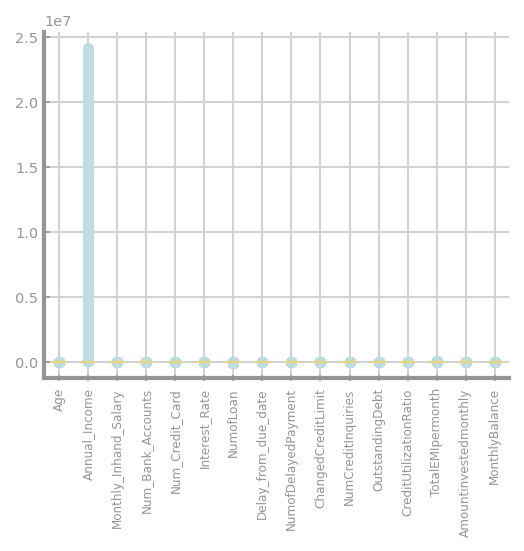 1e7
2.5
2.0
1.5
1.0
0.5
0.0
Age
Annual_Income
Monthly_Inhand_Salary
Num_Bank_Accounts
Num_Credit_Card
Interest_Rate
NumofLoan
Delay_from_due_date
NumofDelayedPayment
ChangedCreditLimit
NumCreditInquiries
OutstandingDebt
CreditUtilizationRatio
TotalEMIpermonth
Amountinvestedmonthly
MonthlyBalance